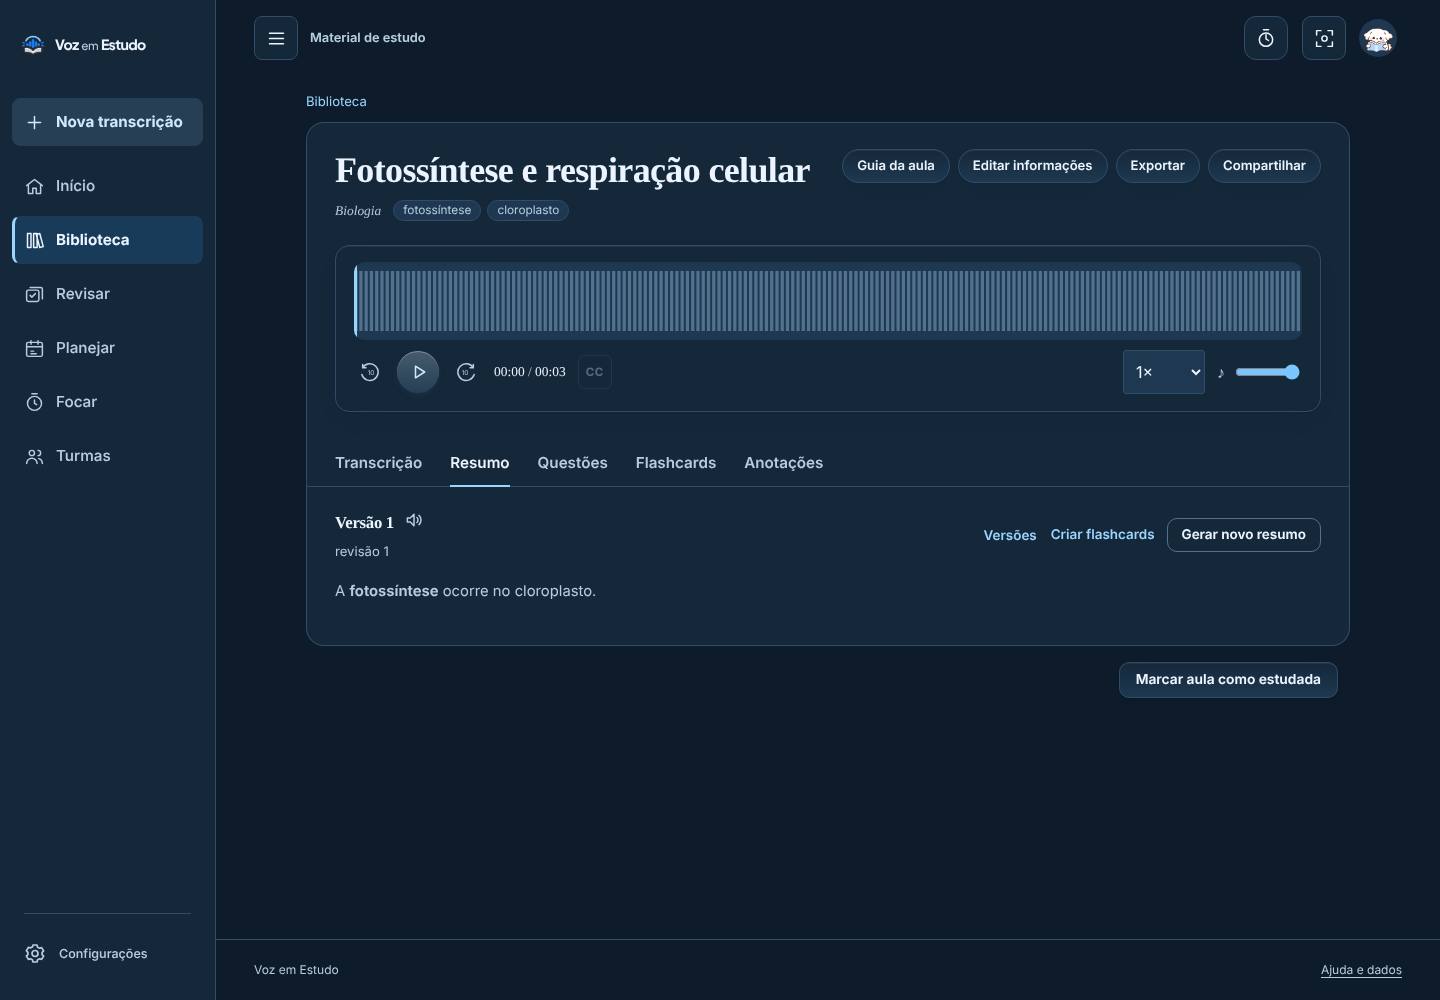 Voz em Estudo
Material de estudo
Nova transcrição
Início
Biblioteca
Revisar
Planejar
Focar
Turmas
Configurações
Biblioteca
Fotossíntese e respiração celular
Guia da aula
Editar informações
Exportar
Compartilhar
Biologia
fotossíntese
cloroplasto
10
10
00:00 / 00:03
CC
1×
♪
Transcrição
Resumo
Questões
Flashcards
Anotações
Versão 1
revisão 1
Versões
Criar flashcards
Gerar novo resumo
A fotossíntese ocorre no cloroplasto.
Marcar aula como estudada
Voz em Estudo
Ajuda e dados